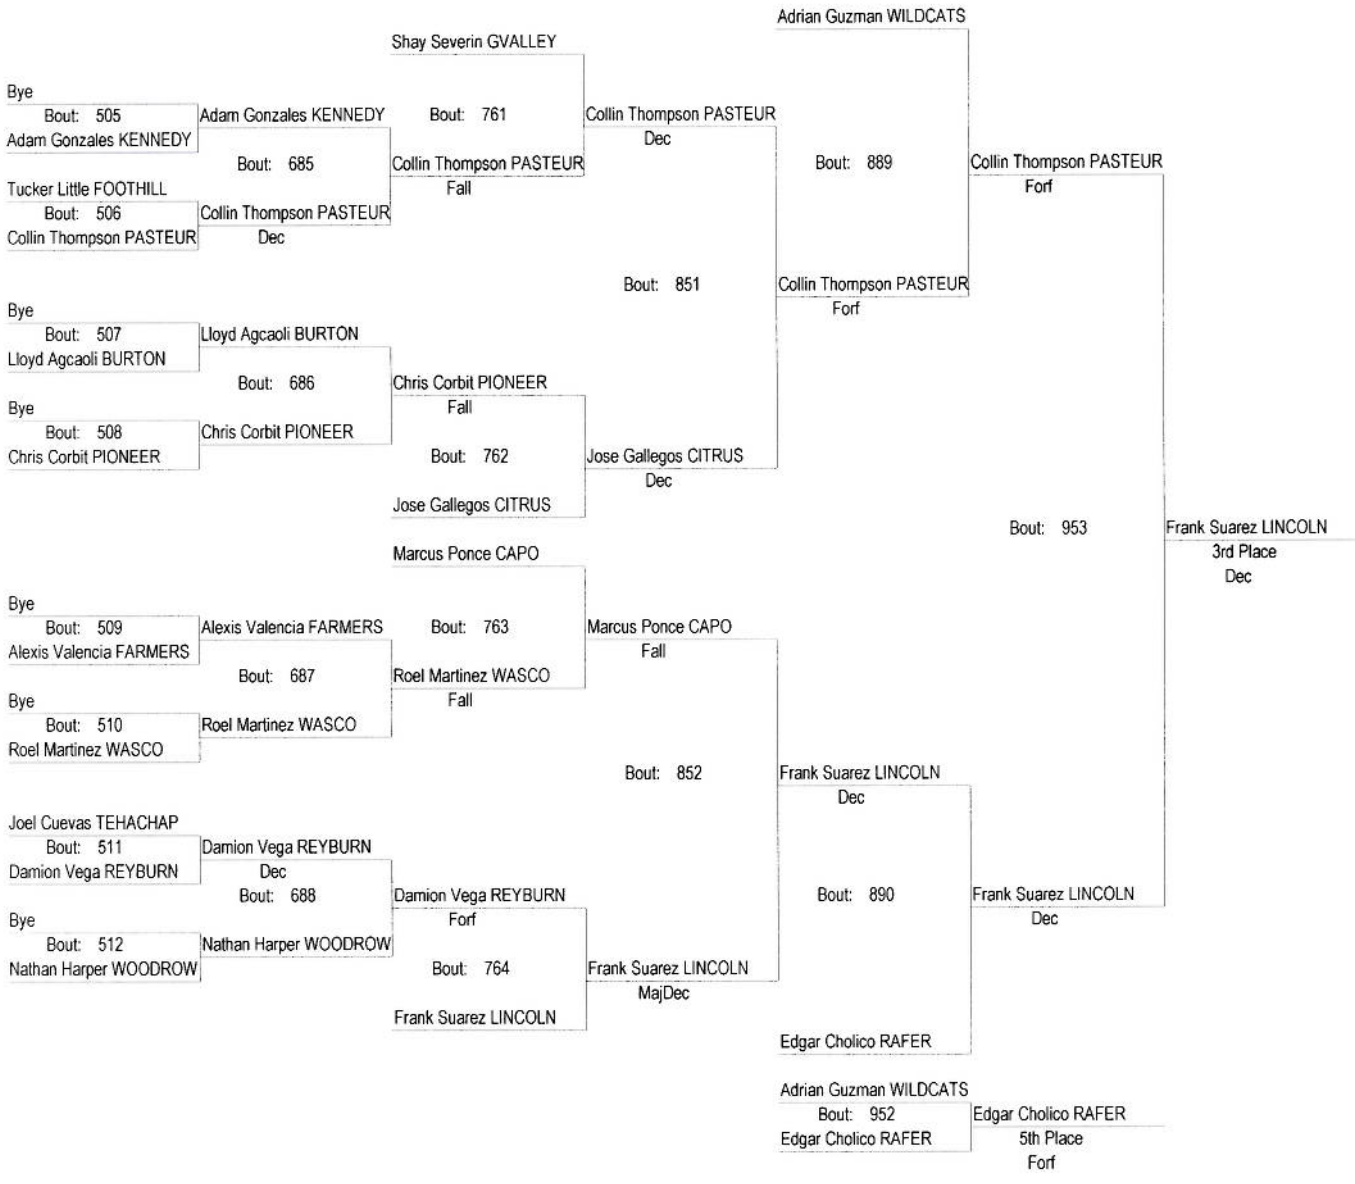 Adrian Guzman WILDCATS
Shay Severin GVALLEY
Bye
Bout: 505
Adam Gonzales KENNEDY
Adam Gonzales KENNEDY
Bout: 761
Collin Thompson PASTEUR
Dec
Bout: 685
Collin Thompson PASTEUR
Fall
Bout: 889
Collin Thompson PASTEUR
Forf
Tucker Little FOOTHILL
Bout: 506
Collin Thompson PASTEUR
Collin Thompson PASTEUR
Dec
Bout: 851
Collin Thompson PASTEUR
Forf
Bye
Bout: 507
Lloyd Agcaoli BURTON
Lloyd Agcaoli BURTON
Bout: 686
Chris Corbit PIONEER
Fall
Bye
Bout: 508
Chris Corbit PIONEER
Chris Corbit PIONEER
Bout: 762
Jose Gallegos CITRUS
Dec
Jose Gallegos CITRUS
Bout: 953
Frank Suarez LINCOLN
3rd Place
Dec
Marcus Ponce CAPO
Bye
Bout: 509
Alexis Valencia FARMERS
Alexis Valencia FARMERS
Bout: 763
Marcus Ponce CAPO
Fall
Bout: 687
Roel Martinez WASCO
Fall
Bye
Bout: 510
Roel Martinez WASCO
Roel Martinez WASCO
Bout: 852
Frank Suarez LINCOLN
Dec
Joel Cuevas TEHACHAP
Bout: 511
Damion Vega REYBURN
Damion Vega REYBURN
Dec
Bout: 688
Damion Vega REYBURN
Forf
Bout: 890
Frank Suarez LINCOLN
Dec
Bye
Bout: 512
Nathan Harper WOODROW
Nathan Harper WOODROW
Bout: 764
Frank Suarez LINCOLN
MajDec
Frank Suarez LINCOLN
Edgar Cholico RAFER
Adrian Guzman WILDCATS
Bout: 952
Edgar Cholico RAFER
Edgar Cholico RAFER
5th Place
Forf